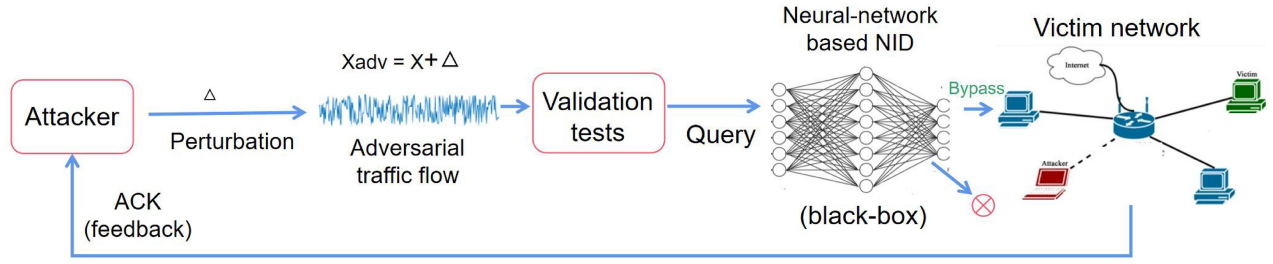 Attacker
△
Perturbation
Xadv = X+△
Adversarial
traffic flow
Validation
tests
Query
Neural-network
based NID
(black-box)
Bypass
Victim network
Internet
Victim
Attacker
ACK
(feedback)